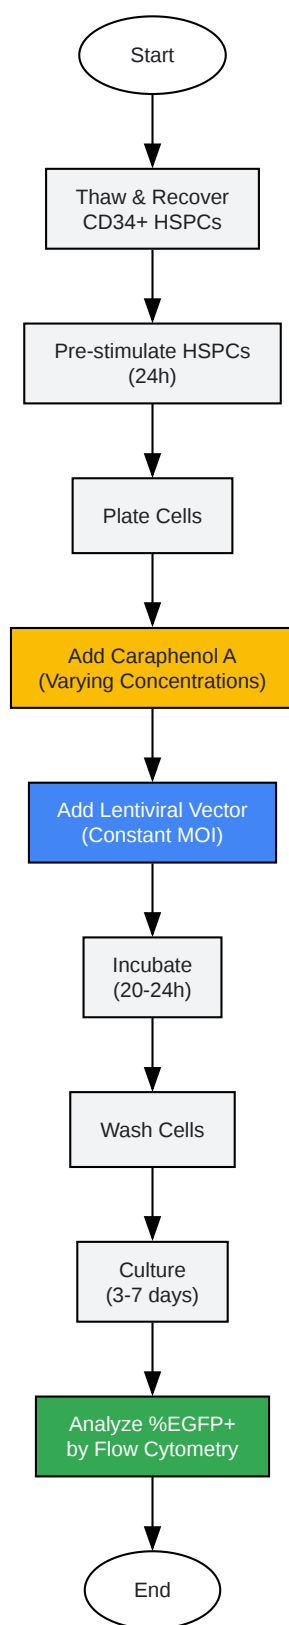 Start
Thaw & Recover
CD34+ HSPCs
Pre-stimulate HSPCs
(24h)
Plate Cells
Add Caraphenol A
(Varying Concentrations)
Add Lentiviral Vector
(Constant MOI)
Incubate
(20-24h)
Wash Cells
Culture
(3-7 days)
Analyze %EGFP+
by Flow Cytometry
End